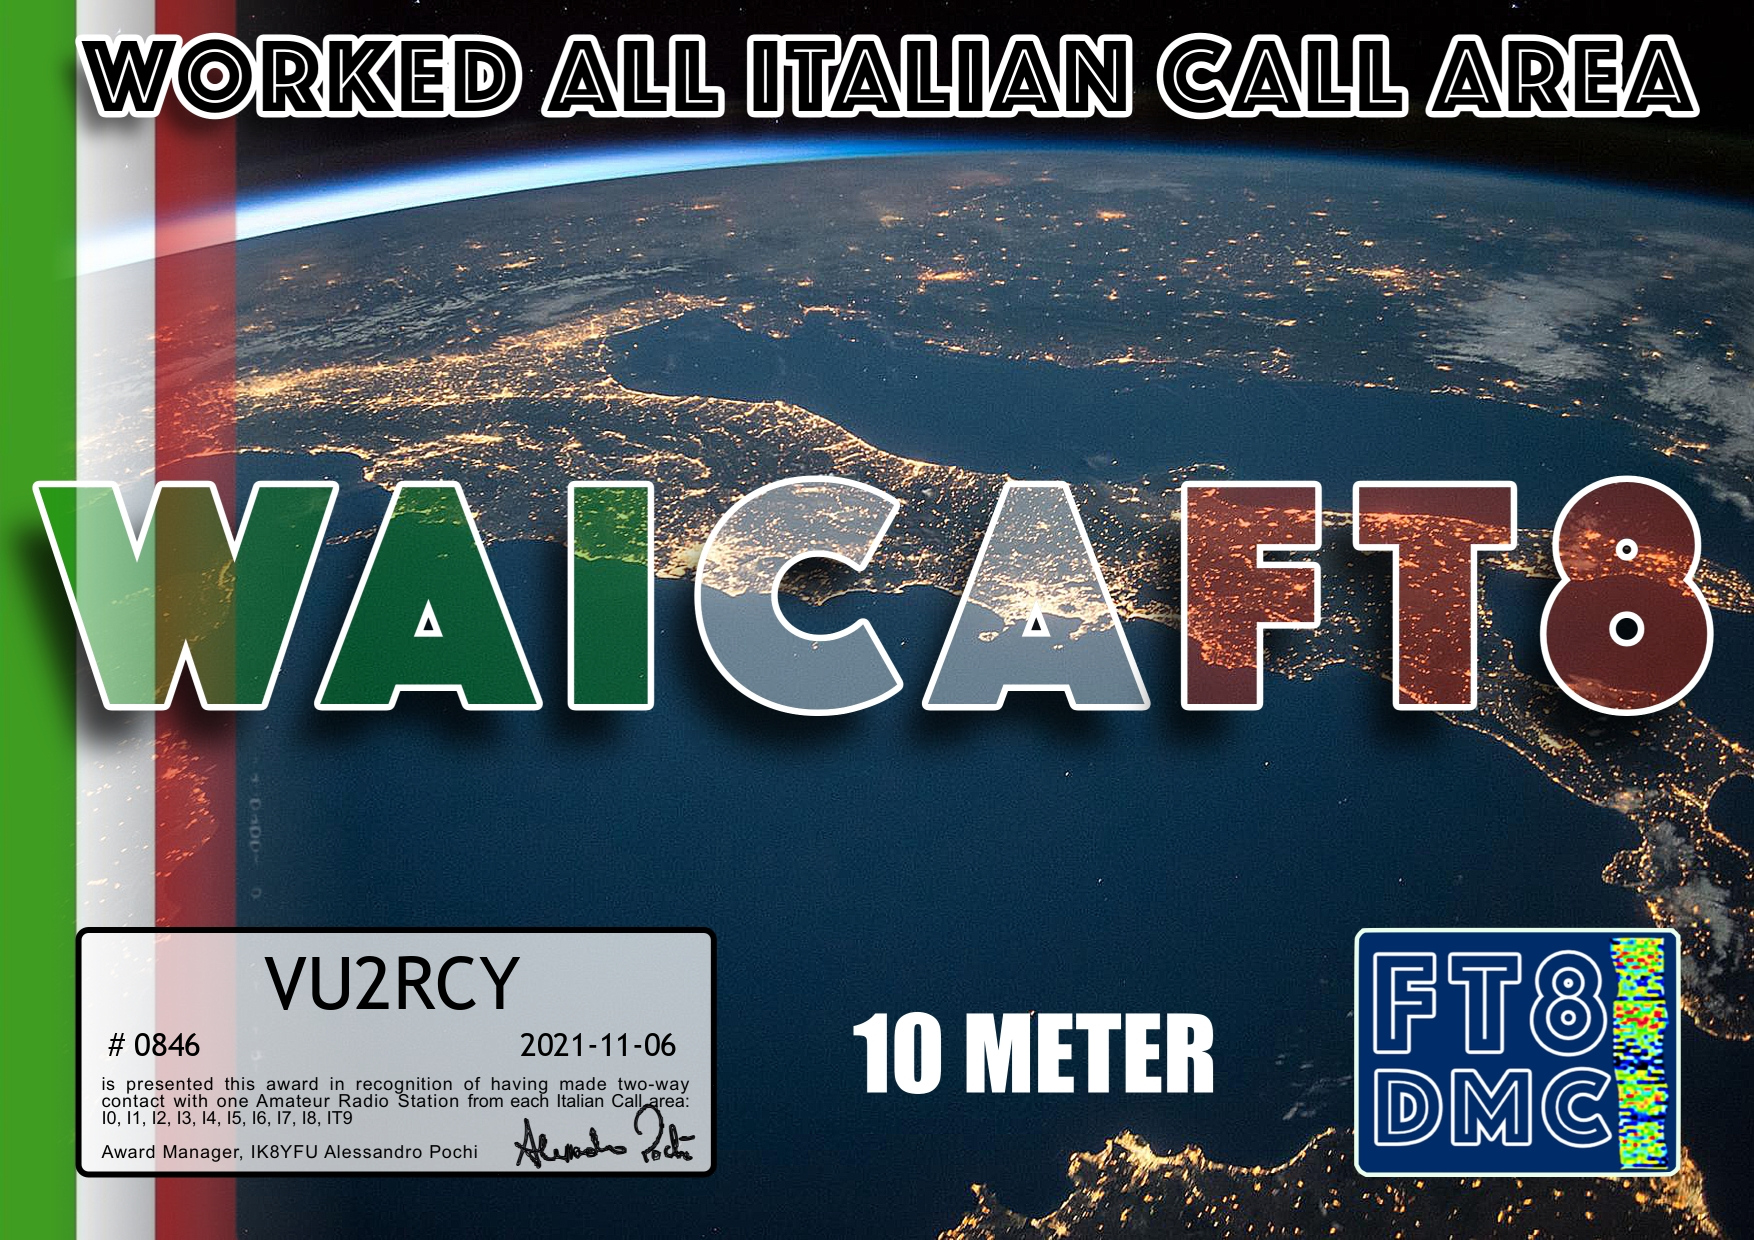 WORKED ALL ITALIAN CALL AREA
WAICAFT8
VU2RCY
# 0846 2021-11-06
is presented this award in recognition of having made two-way
contact with one Amateur Radio Station from each Italian Call area:
I0, I1, I2, I3, I4, I5, I6, I7, I8, IT9
Award Manager, IK8YFU Alessandro Pochi
10 METER
FT8
DMC